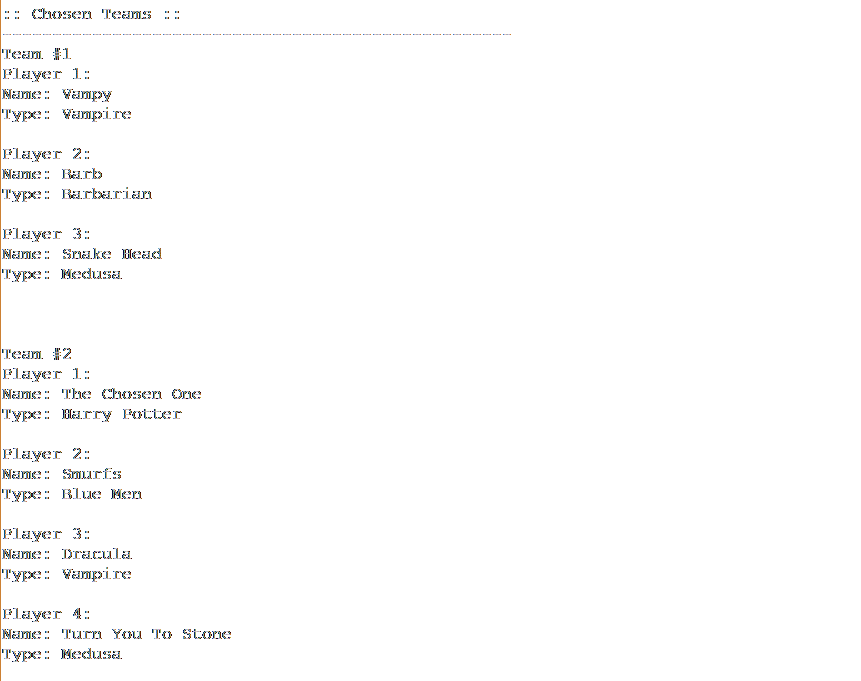 :: Chosen Teams ::
--------------------------------------------------------------------------------
Team #1
Player 1:
Name: Vampy
Type: Vampire
Player 2:
Name: Barb
Type: Barbarian
Player 3:
Name: Snake Head
Type: Medusa
Team #2
Player 1:
Name: The Chosen One
Type: Harry Potter
Player 2:
Name: Smurfs
Type: Blue Men
Player 3:
Name: Dracula
Type: Vampire
Player 4:
Name: Turn You To Stone
Type: Medusa